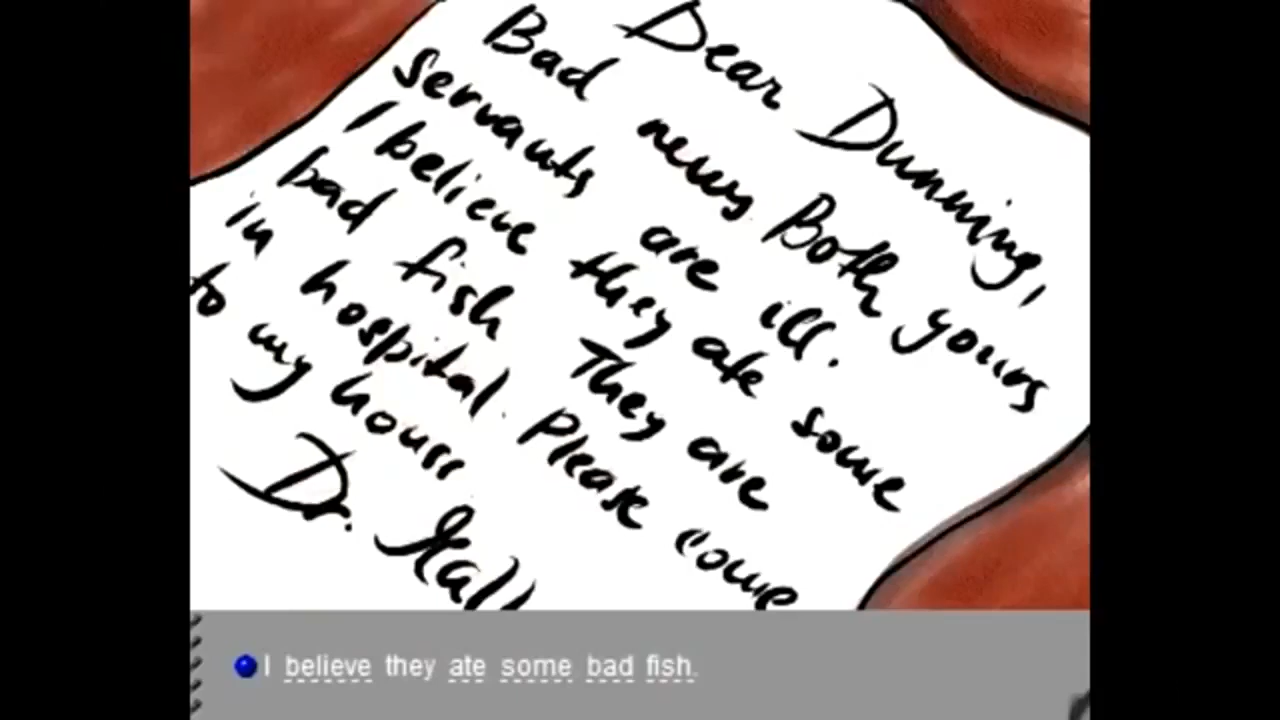 Dear Dunning,
Bad news. Both yours
servants are ill.
I believe they ate some
bad fish. They are
in hospital. Please come
to my house
Dr. Hall
I believe they ate some bad fish.